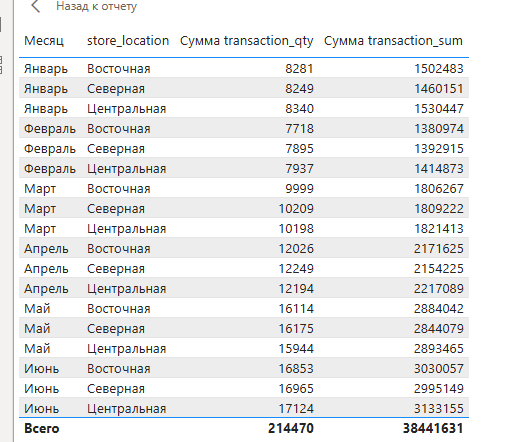 Назад к отчету
Месяц store_location Сумма transaction_qty Сумма transaction_sum
Январь Восточная 8281 1502483
Январь Северная 8249 1460151
Январь Центральная 8340 1530447
Февраль Восточная 7718 1380974
Февраль Северная 7895 1392915
Февраль Центральная 7937 1414873
Март Восточная 9999 1806267
Март Северная 10209 1809222
Март Центральная 10198 1821413
Апрель Восточная 12026 2171625
Апрель Северная 12249 2154225
Апрель Центральная 12194 2217089
Май Восточная 16114 2884042
Май Северная 16175 2844079
Май Центральная 15944 2893465
Июнь Восточная 16853 3030057
Июнь Северная 16965 2995149
Июнь Центральная 17124 3133155
Всего 214470 38441631